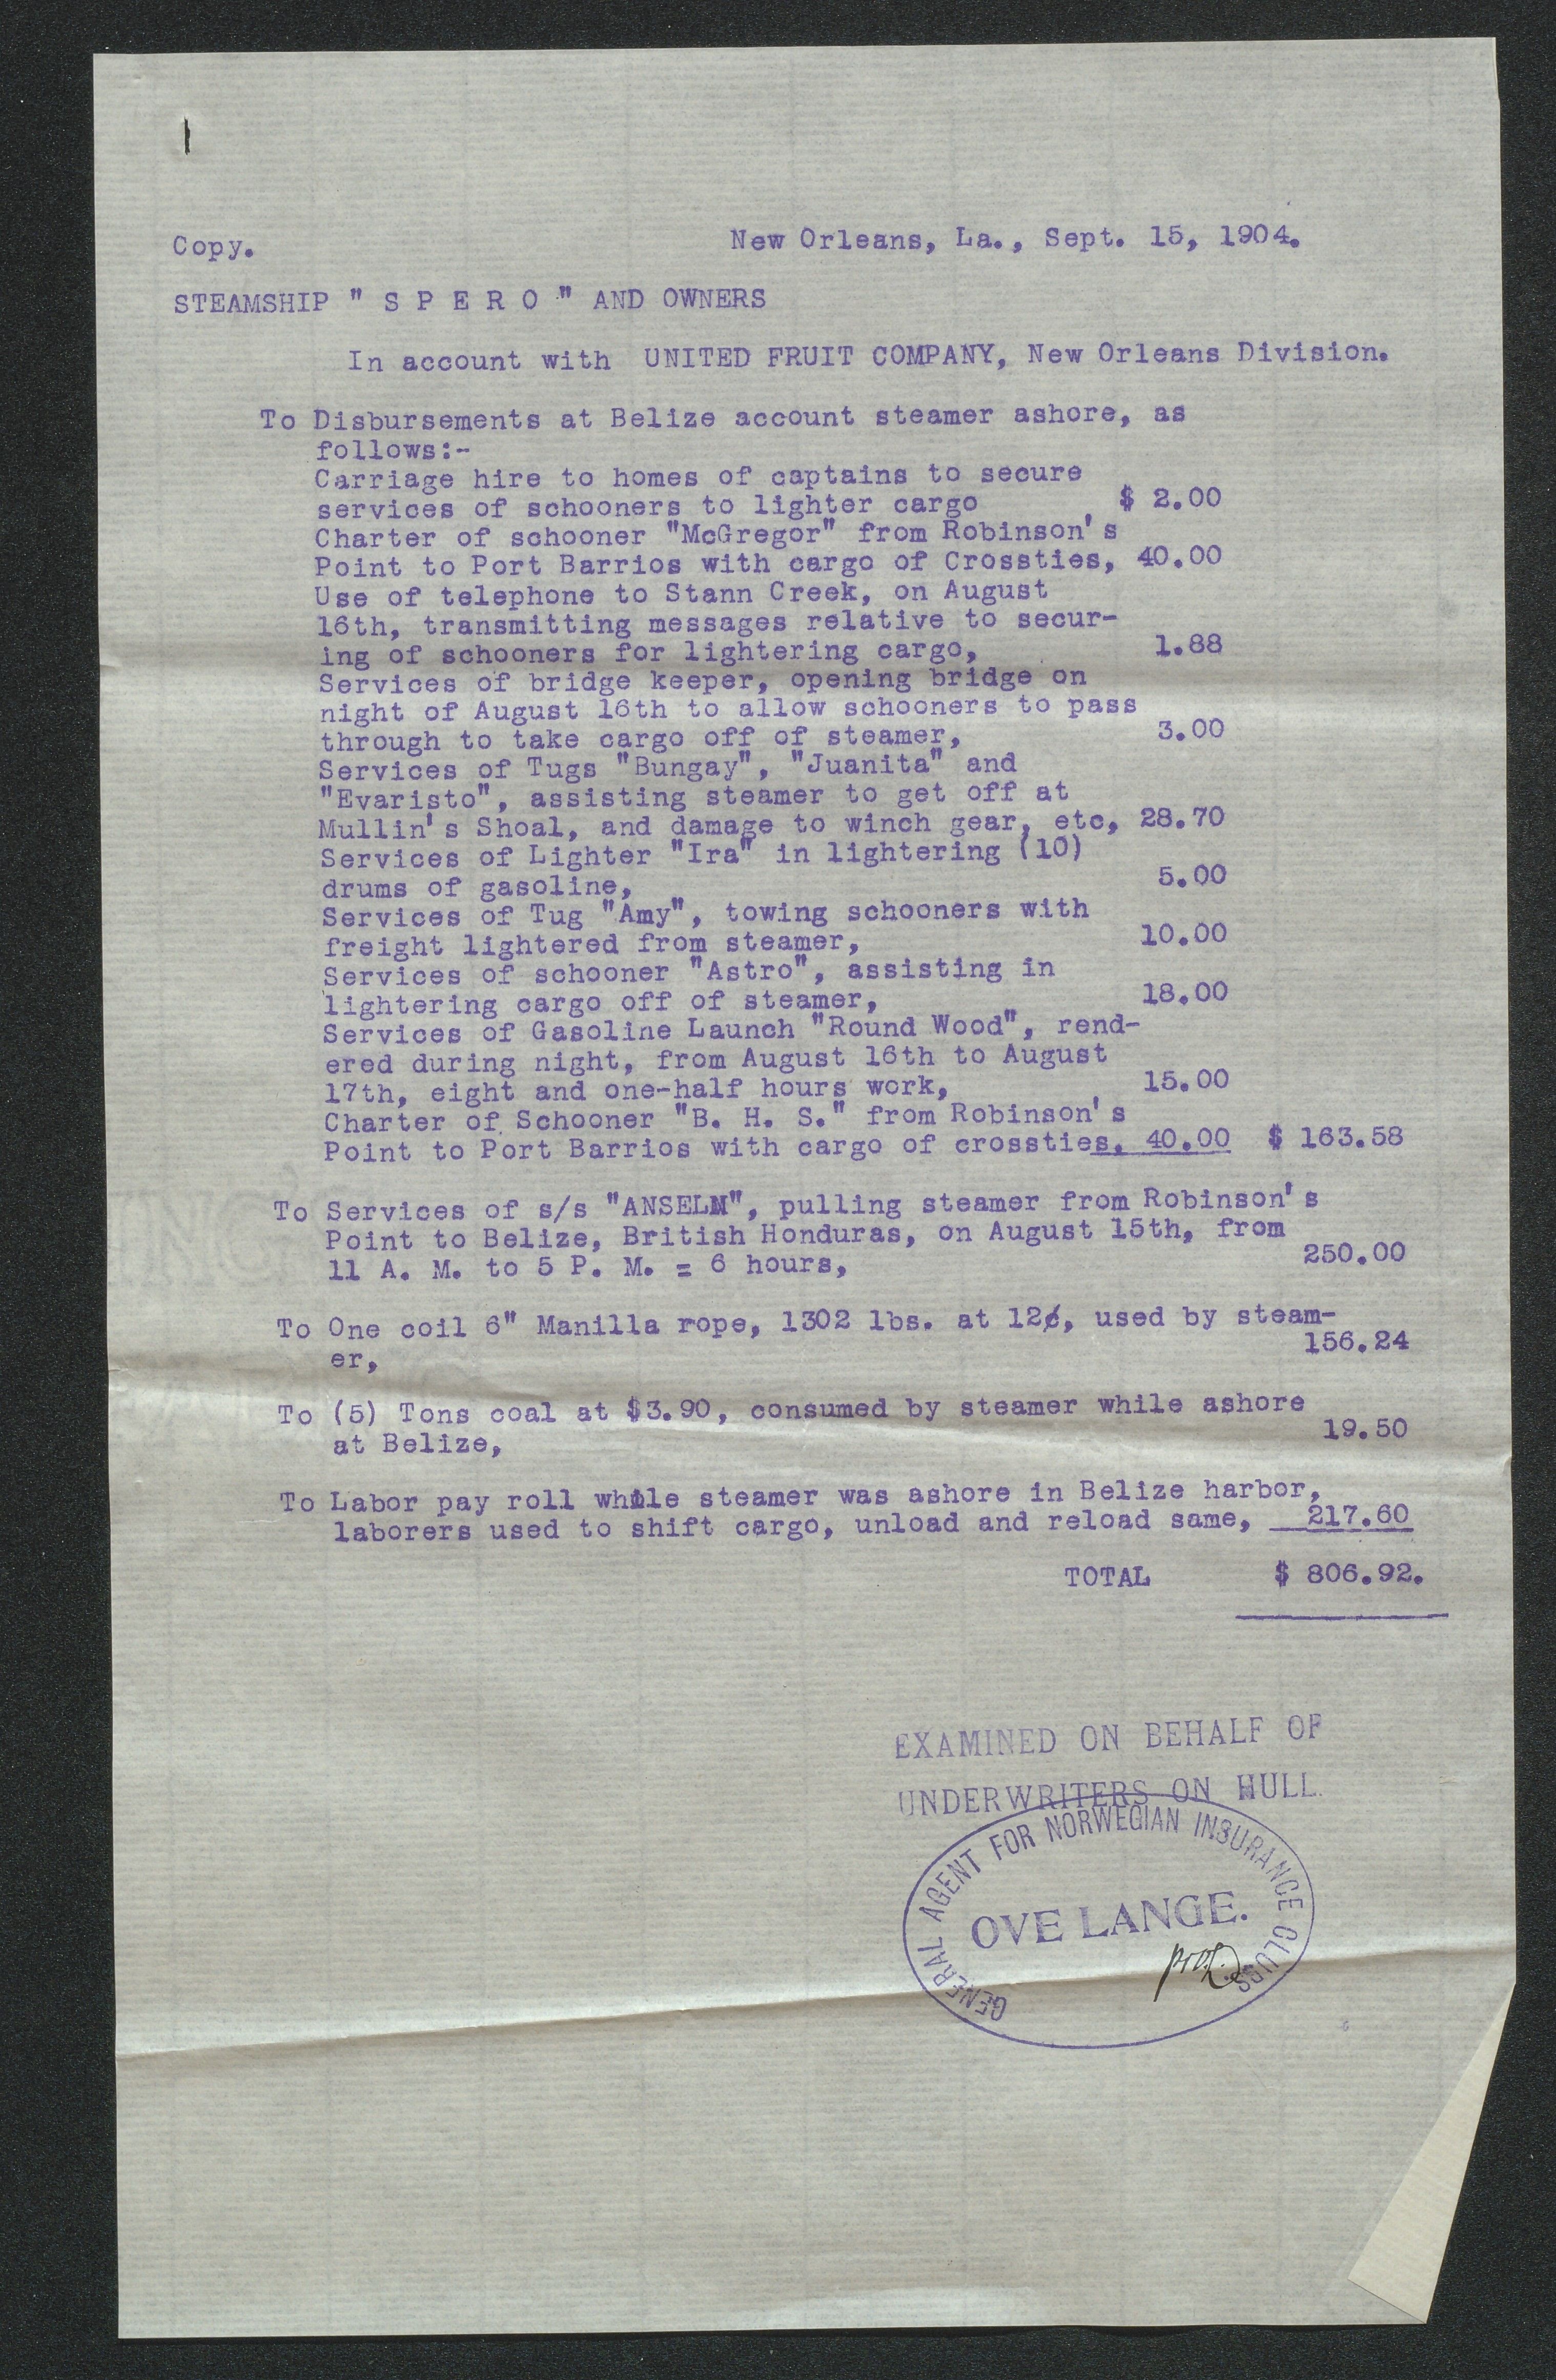 Copy.
New Orleans, La., Sept. 15, 1904.
STEAMSHIP " S P E R O " AND OWNERS
In account with UNITED FRUIT COMPANY, New Orleans Division.
To Disbursements at Belize account steamer ashore, as
follows:-
Carriage hire to homes of captains to secure
services of schooners to lighter cargo $ 2.00
Charter of schooner "McGregor" from Robinson's
Point to Port Barrios with cargo of Crossties, 40.00
Use of telephone to Stann Creek, on August
16th, transmitting messages relative to secur-
ing of schooners for lightering cargo, 1.88
Services of bridge keeper, opening bridge on
night of August 16th to allow schooners to pass
through to take cargo off of steamer, 3.00
Services of Tugs "Bungay", "Juanita" and
"Evaristo", assisting steamer to get off at
Mullin's Shoal, and damage to winch gear, etc, 28.70
Services of Lighter "Ira" in lightering (10)
drums of gasoline, 5.00
Services of Tug "Amy", towing schooners with
freight lightered from steamer, 10.00
Services of schooner "Astro", assisting in
lightering cargo off of steamer, 18.00
Services of Gasoline Launch "Round Wood", rend-
ered during night, from August 16th to August
17th, eight and one-half hours work, 15.00
Charter of Schooner "B. H. S." from Robinson's
Point to Port Barrios with cargo of crossties, 40.00 $ 163.58
To Services of s/s "ANSELM", pulling steamer from Robinson's
Point to Belize, British Honduras, on August 15th, from
11 A. M. to 5 P. M. = 6 hours, 250.00
To One coil 6" Manilla rope, 1302 lbs. at 12¢, used by steam-
er, 156.24
To (5) Tons coal at $3.90, consumed by steamer while ashore
at Belize, 19.50
To Labor pay roll while steamer was ashore in Belize harbor,
laborers used to shift cargo, unload and reload same, 217.60
TOTAL $ 806.92.
EXAMINED ON BEHALF OF
UNDERWRITERS ON HULL.
GENERAL AGENT FOR NORWEGIAN INSURANCE CLUBS
OVE LANGE.